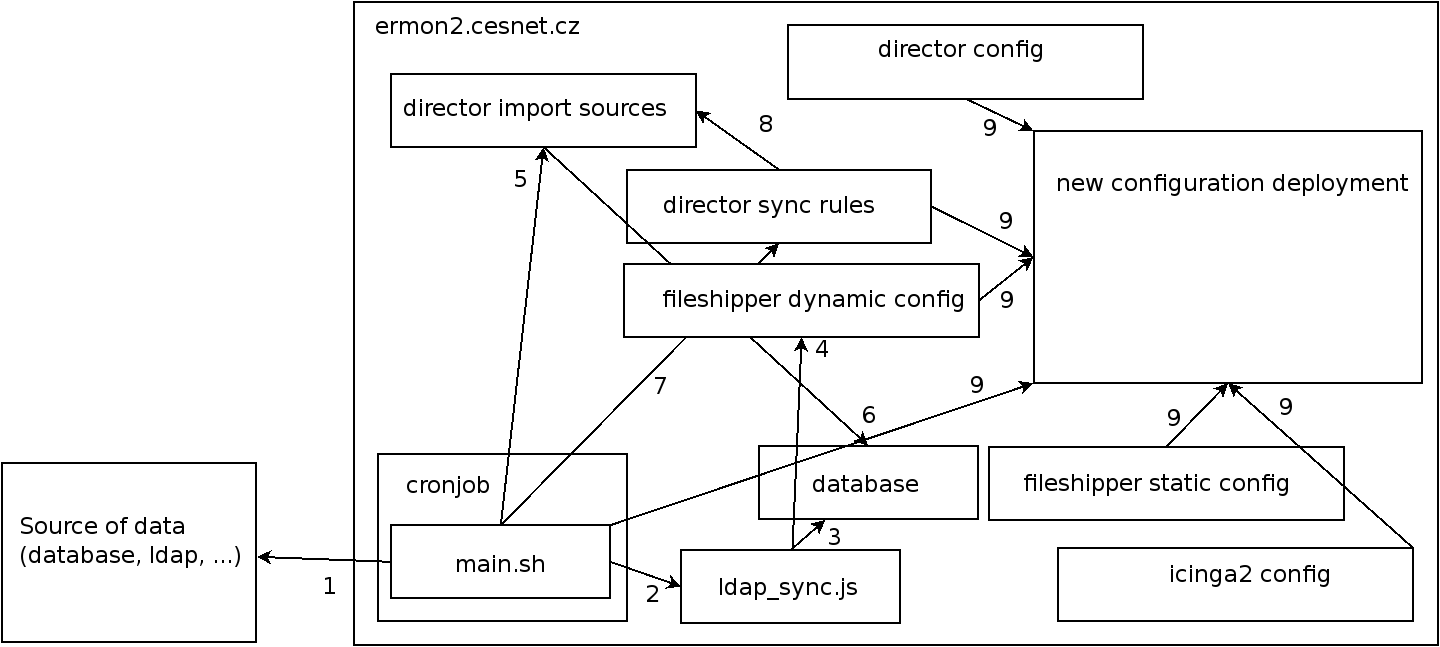 ermon2.cesnet.cz
director config
director import sources
8
9
5
new configuration deployment
director sync rules
9
fileshipper dynamic config
9
4
7
9
6
9
9
cronjob
database
fileshipper static config
Source of data
(database, ldap, ...)
main.sh
3
1
2
ldap_sync.js
icinga2 config